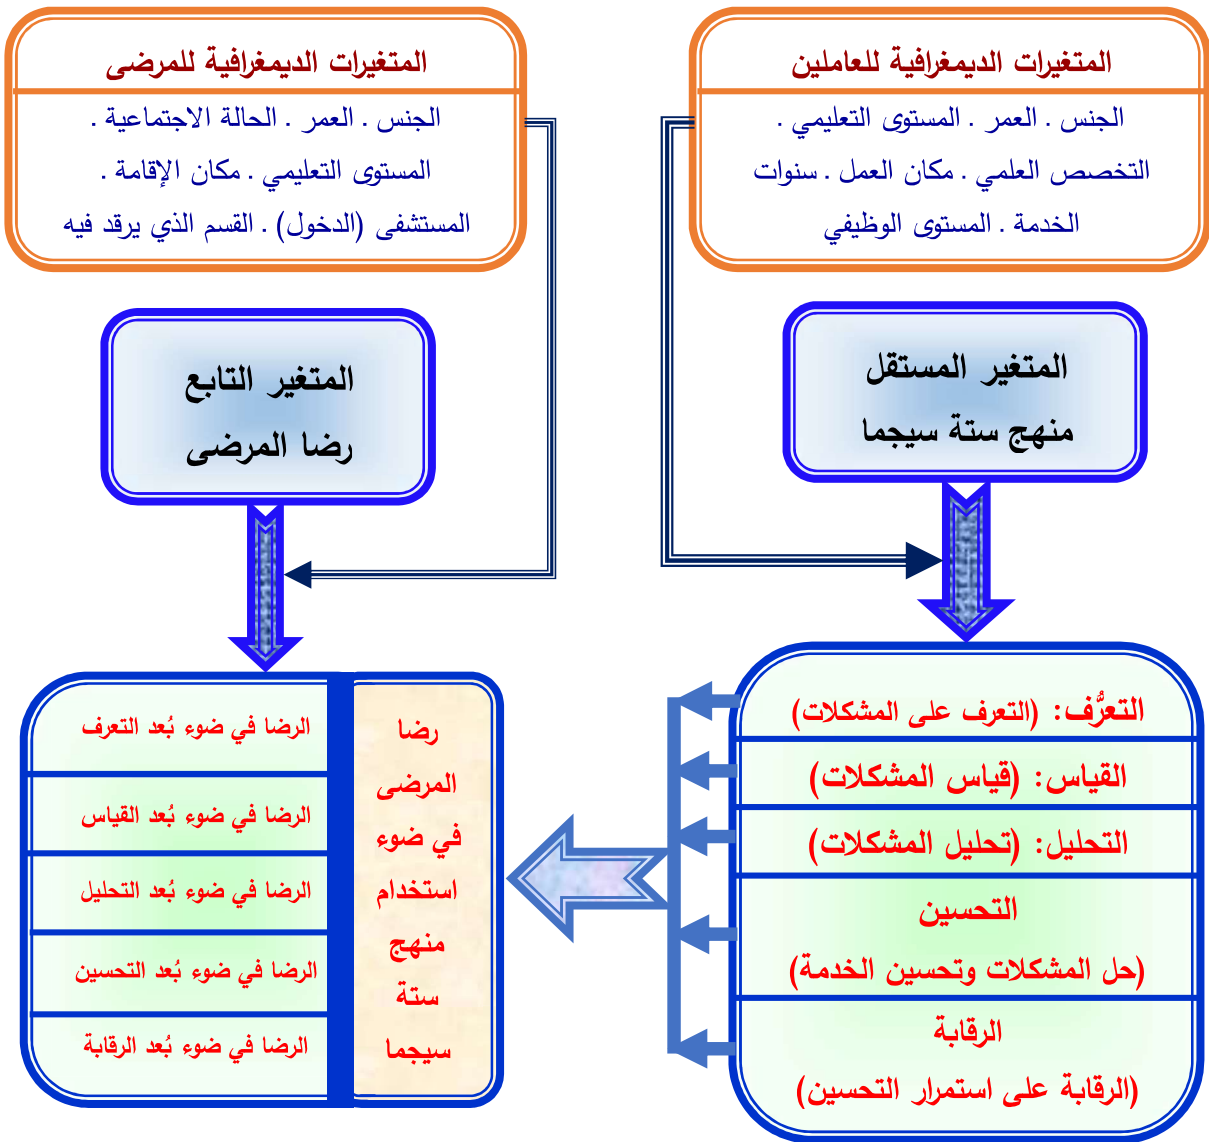 المتغيرات الديمغرافية للعاملين
الجنس . العمر . المستوى التعليمي .
التخصص العلمي . مكان العمل . سنوات
الخدمة . المستوى الوظيفي
المتغيرات الديمغرافية للمرضى
الجنس . العمر . الحالة الاجتماعية .
المستوى التعليمي . مكان الإقامة .
المستشفى (الدخول) . القسم الذي يرقد فيه
المتغير المستقل
منهج ستة سيجما
المتغير التابع
رضا المرضى
التعرُّف: (التعرف على المشكلات)
القياس: (قياس المشكلات)
التحليل: (تحليل المشكلات)
التحسين
(حل المشكلات وتحسين الخدمة)
الرقابة
(الرقابة على استمرار التحسين)
رضا
المرضى
في ضوء
استخدام
منهج
ستة
سيجما
الرضا في ضوء بُعد التعرف
الرضا في ضوء بُعد القياس
الرضا في ضوء بُعد التحليل
الرضا في ضوء بُعد التحسين
الرضا في ضوء بُعد الرقابة